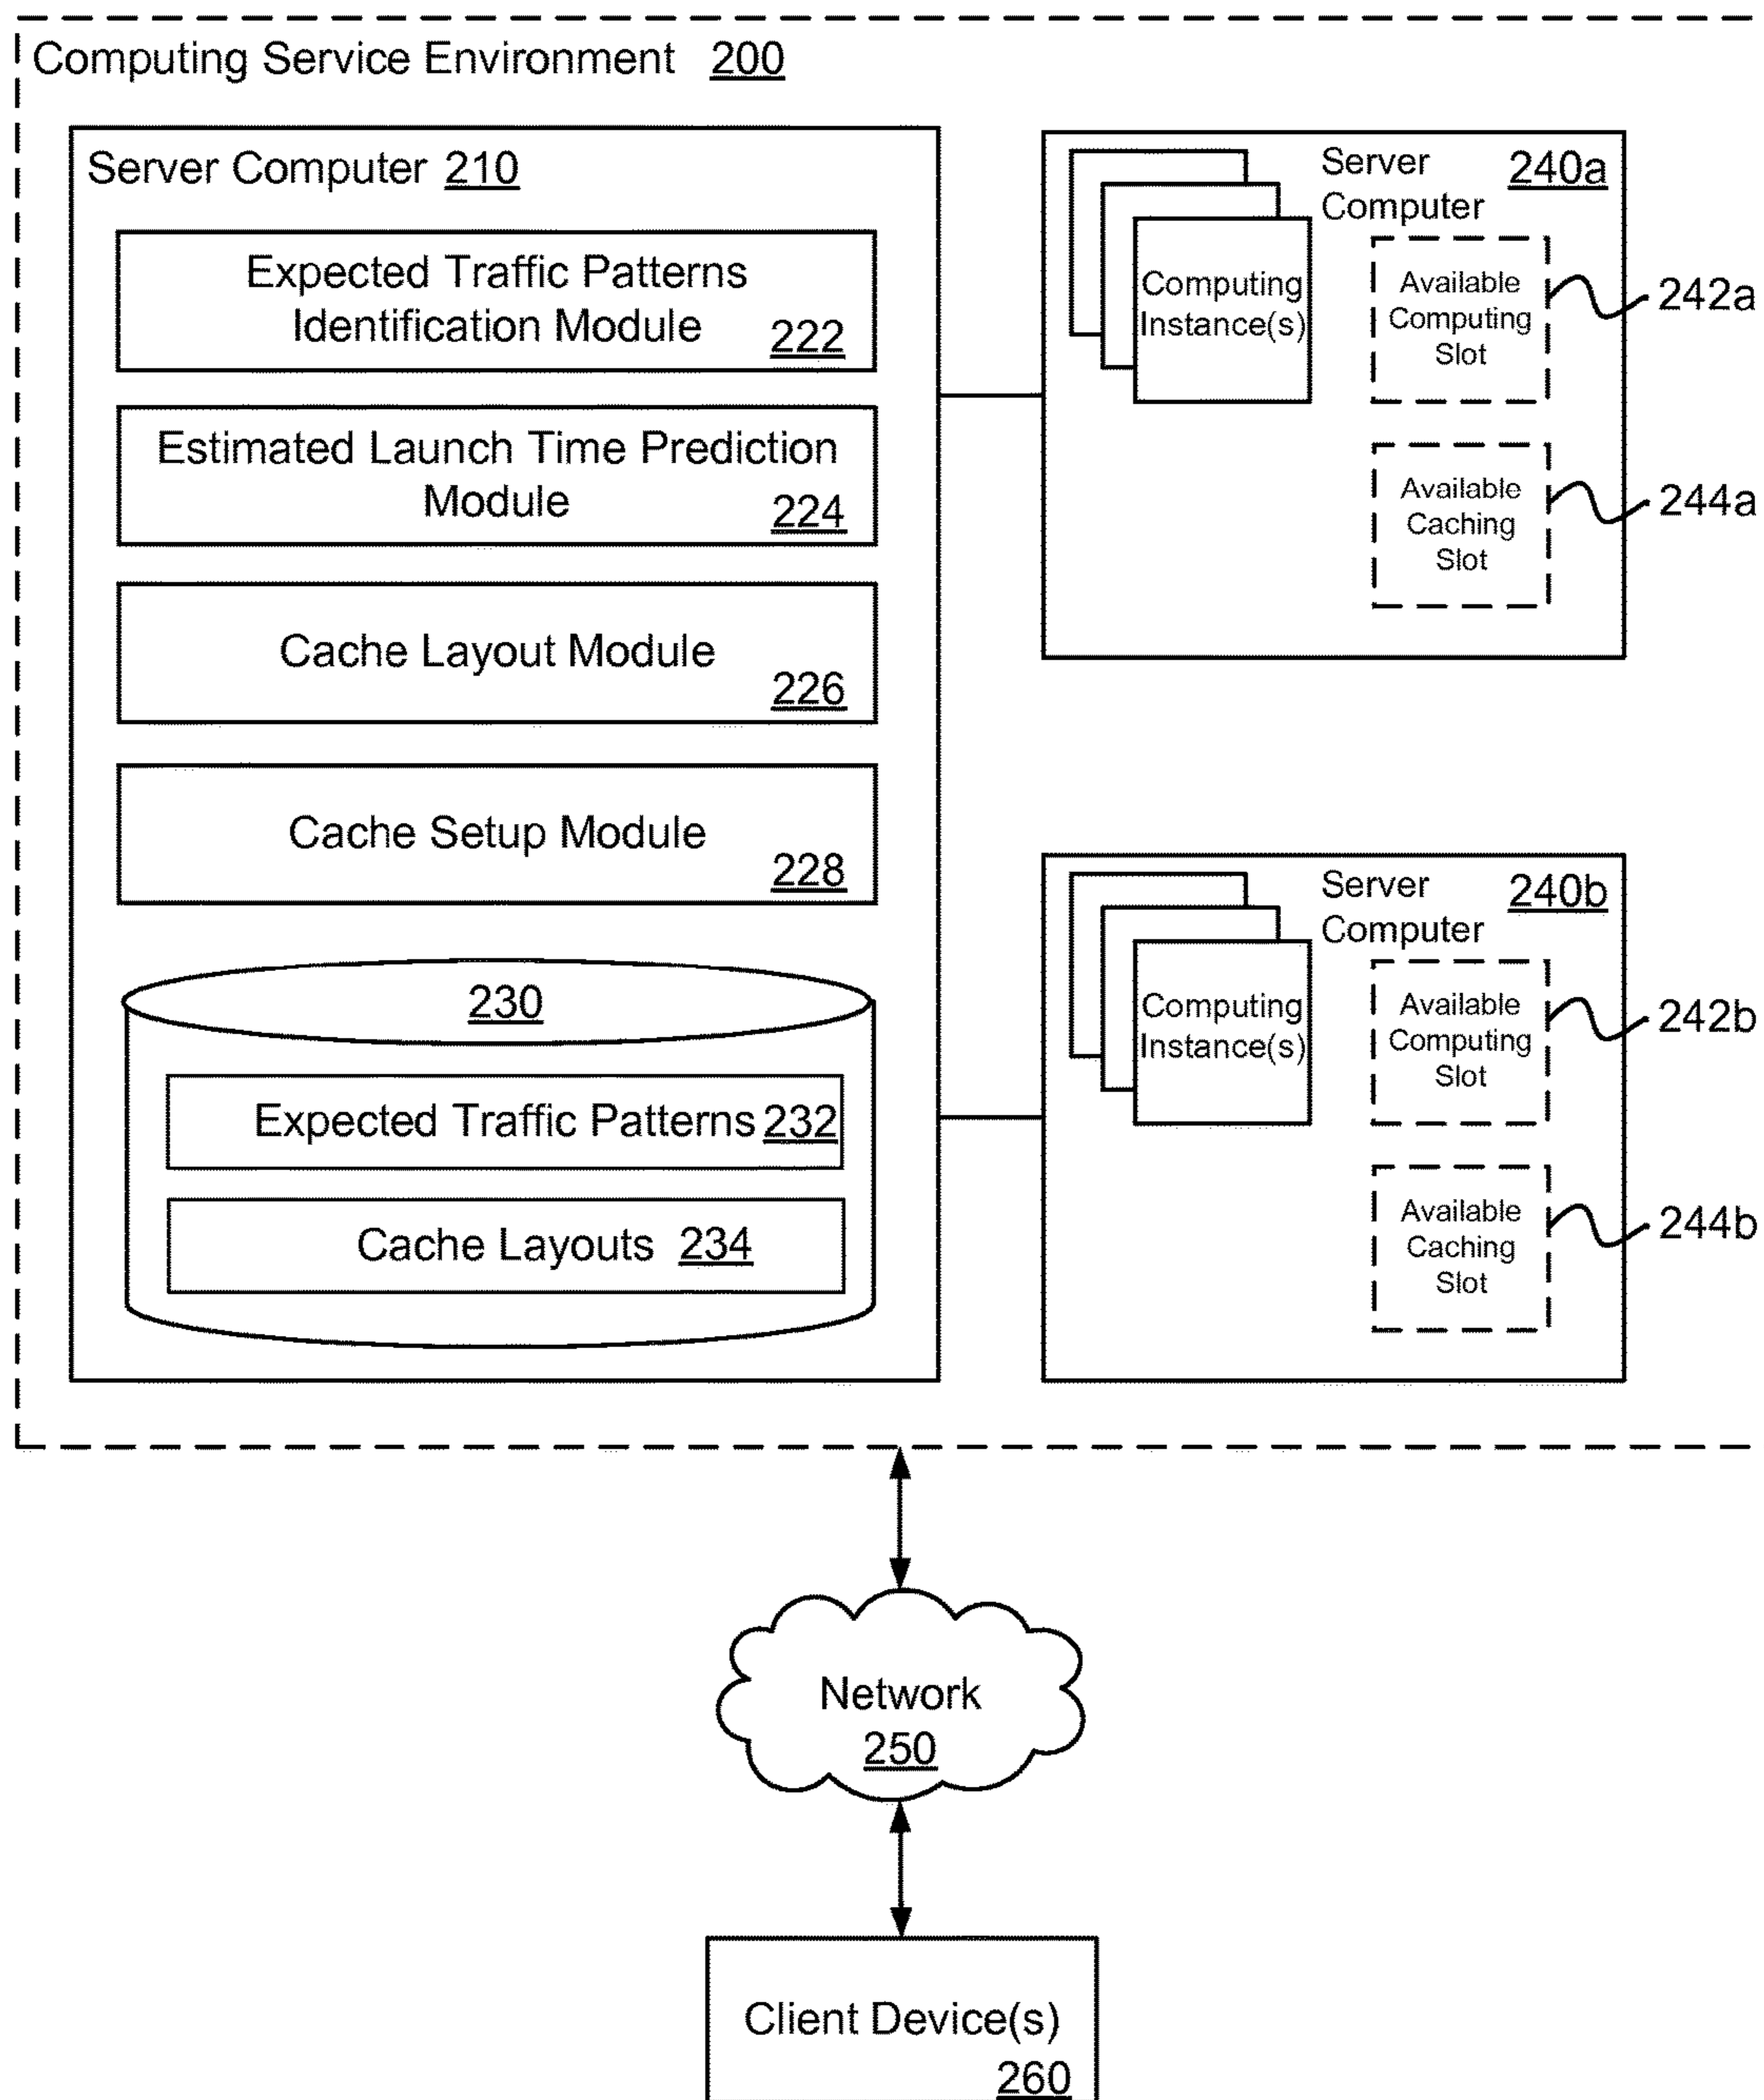 Computing Service Environment 200
Server Computer 210
Expected Traffic Patterns
Identification Module 222
Estimated Launch Time Prediction
Module 224
Cache Layout Module
226
Cache Setup Module
228
230
Expected Traffic Patterns 232
Cache Layouts 234
Server
Computer
240a
Computing
Instance(s)
Available
Computing
Slot
242a
Available
Caching
Slot
244a
Server
Computer
240b
Computing
Instance(s)
Available
Computing
Slot
242b
Available
Caching
Slot
244b
Network
250
Client Device(s)
260